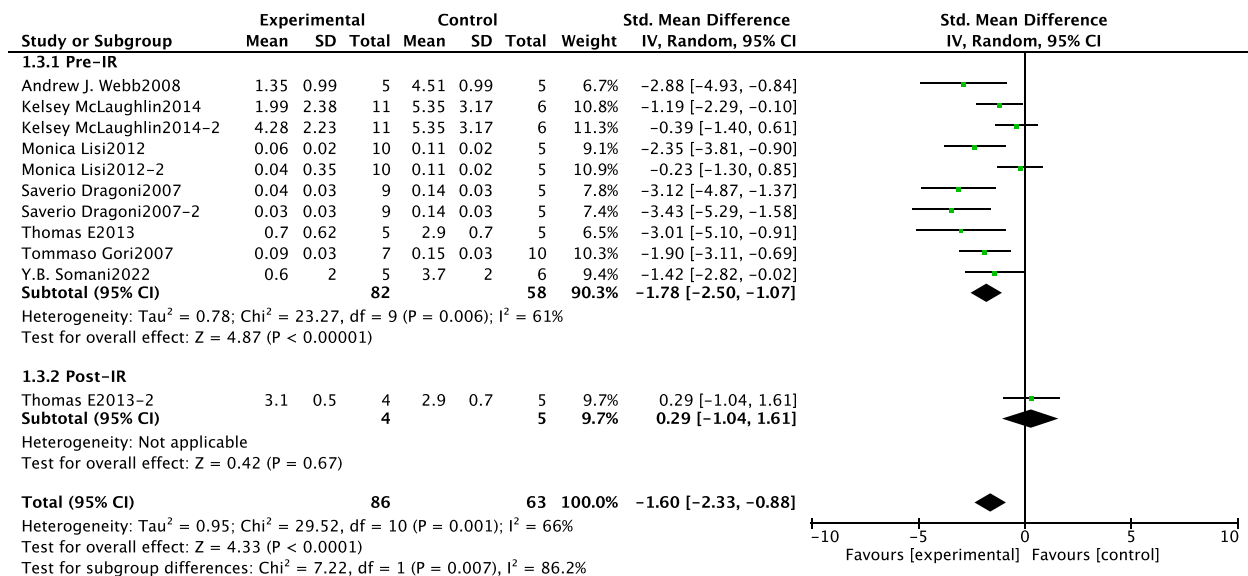 Experimental Control Std. Mean Difference Std. Mean Difference
Study or Subgroup Mean SD Total Mean SD Total Weight IV, Random, 95% CI IV, Random, 95% CI
1.3.1 Pre-IR
Andrew J. Webb2008 1.35 0.99 5 4.51 0.99 5 6.7% -2.88 [-4.93, -0.84]
Kelsey McLaughlin2014 1.99 2.38 11 5.35 3.17 6 10.8% -1.19 [-2.29, -0.10]
Kelsey McLaughlin2014-2 4.28 2.23 11 5.35 3.17 6 11.3% -0.39 [-1.40, 0.61]
Monica Lisi2012 0.06 0.02 10 0.11 0.02 5 9.1% -2.35 [-3.81, -0.90]
Monica Lisi2012-2 0.04 0.35 10 0.11 0.02 5 10.9% -0.23 [-1.30, 0.85]
Saverio Dragoni2007 0.04 0.03 9 0.14 0.03 5 7.8% -3.12 [-4.87, -1.37]
Saverio Dragoni2007-2 0.03 0.03 9 0.14 0.03 5 7.4% -3.43 [-5.29, -1.58]
Thomas E2013 0.7 0.62 5 2.9 0.7 5 6.5% -3.01 [-5.10, -0.91]
Tommaso Gori2007 0.09 0.03 7 0.15 0.03 10 10.3% -1.90 [-3.11, -0.69]
Y.B. Somani2022 0.6 2 5 3.7 2 6 9.4% -1.42 [-2.82, -0.02]
Subtotal (95% CI) 82 58 90.3% -1.78 [-2.50, -1.07]
Heterogeneity: Tau² = 0.78; Chi² = 23.27, df = 9 (P = 0.006); I² = 61%
Test for overall effect: Z = 4.87 (P < 0.00001)
1.3.2 Post-IR
Thomas E2013-2 3.1 0.5 4 2.9 0.7 5 9.7% 0.29 [-1.04, 1.61]
Subtotal (95% CI) 4 5 9.7% 0.29 [-1.04, 1.61]
Heterogeneity: Not applicable
Test for overall effect: Z = 0.42 (P = 0.67)
Total (95% CI) 86 63 100.0% -1.60 [-2.33, -0.88]
Heterogeneity: Tau² = 0.95; Chi² = 29.52, df = 10 (P = 0.001); I² = 66%
Test for overall effect: Z = 4.33 (P < 0.0001)
Test for subgroup differences: Chi² = 7.22, df = 1 (P = 0.007), I² = 86.2%
-10 -5 0 5 10
Favours [experimental] Favours [control]